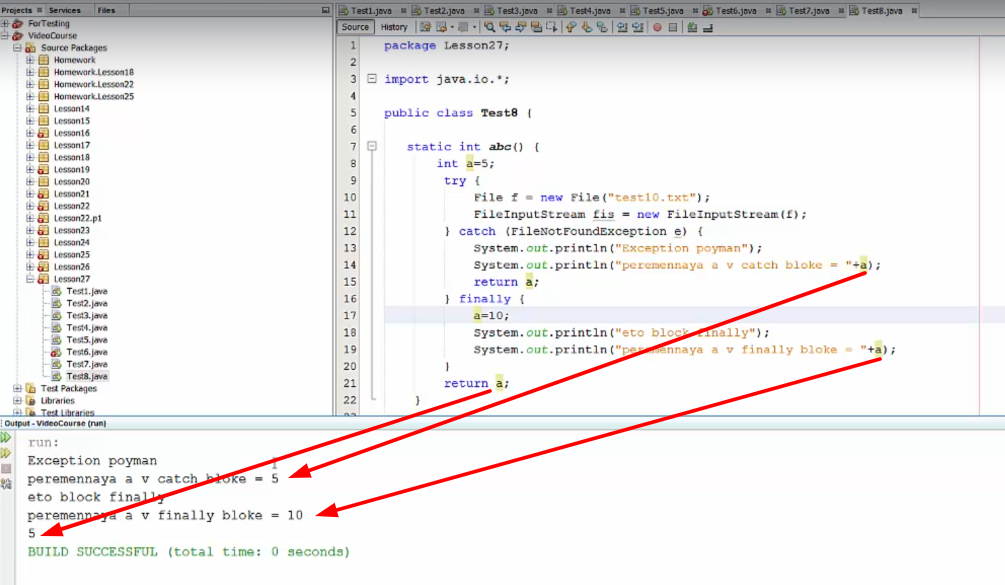 Projects Services Files
ForTesting
VideoCourse
Source Packages
Homework
Homework.Lesson18
Homework.Lesson22
Homework.Lesson25
Lesson14
Lesson15
Lesson16
Lesson17
Lesson18
Lesson19
Lesson20
Lesson21
Lesson22
Lesson22.p1
Lesson23
Lesson24
Lesson25
Lesson26
Lesson27
Test1.java
Test2.java
Test3.java
Test4.java
Test5.java
Test6.java
Test7.java
Test8.java
Test Packages
Libraries
Test Libraries
Test1.java Test2.java Test3.java Test4.java Test5.java Test6.java Test7.java Test8.java
Source History
1 package Lesson27;
2
3 import java.io.*;
4
5 public class Test8 {
6
7 static int abc() {
8 int a=5;
9 try {
10 File f = new File("test10.txt");
11 FileInputStream fis = new FileInputStream(f);
12 } catch (FileNotFoundException e) {
13 System.out.println("Exception poyman");
14 System.out.println("peremennaya a v catch bloke = "+a);
15 return a;
16 } finally {
17 a=10;
18 System.out.println("eto block finally");
19 System.out.println("peremennaya a v finally bloke = "+a);
20 }
21 return a;
22 }
Output - VideoCourse (run)
run:
Exception poyman
peremennaya a v catch bloke = 5
eto block finally
peremennaya a v finally bloke = 10
5
BUILD SUCCESSFUL (total time: 0 seconds)